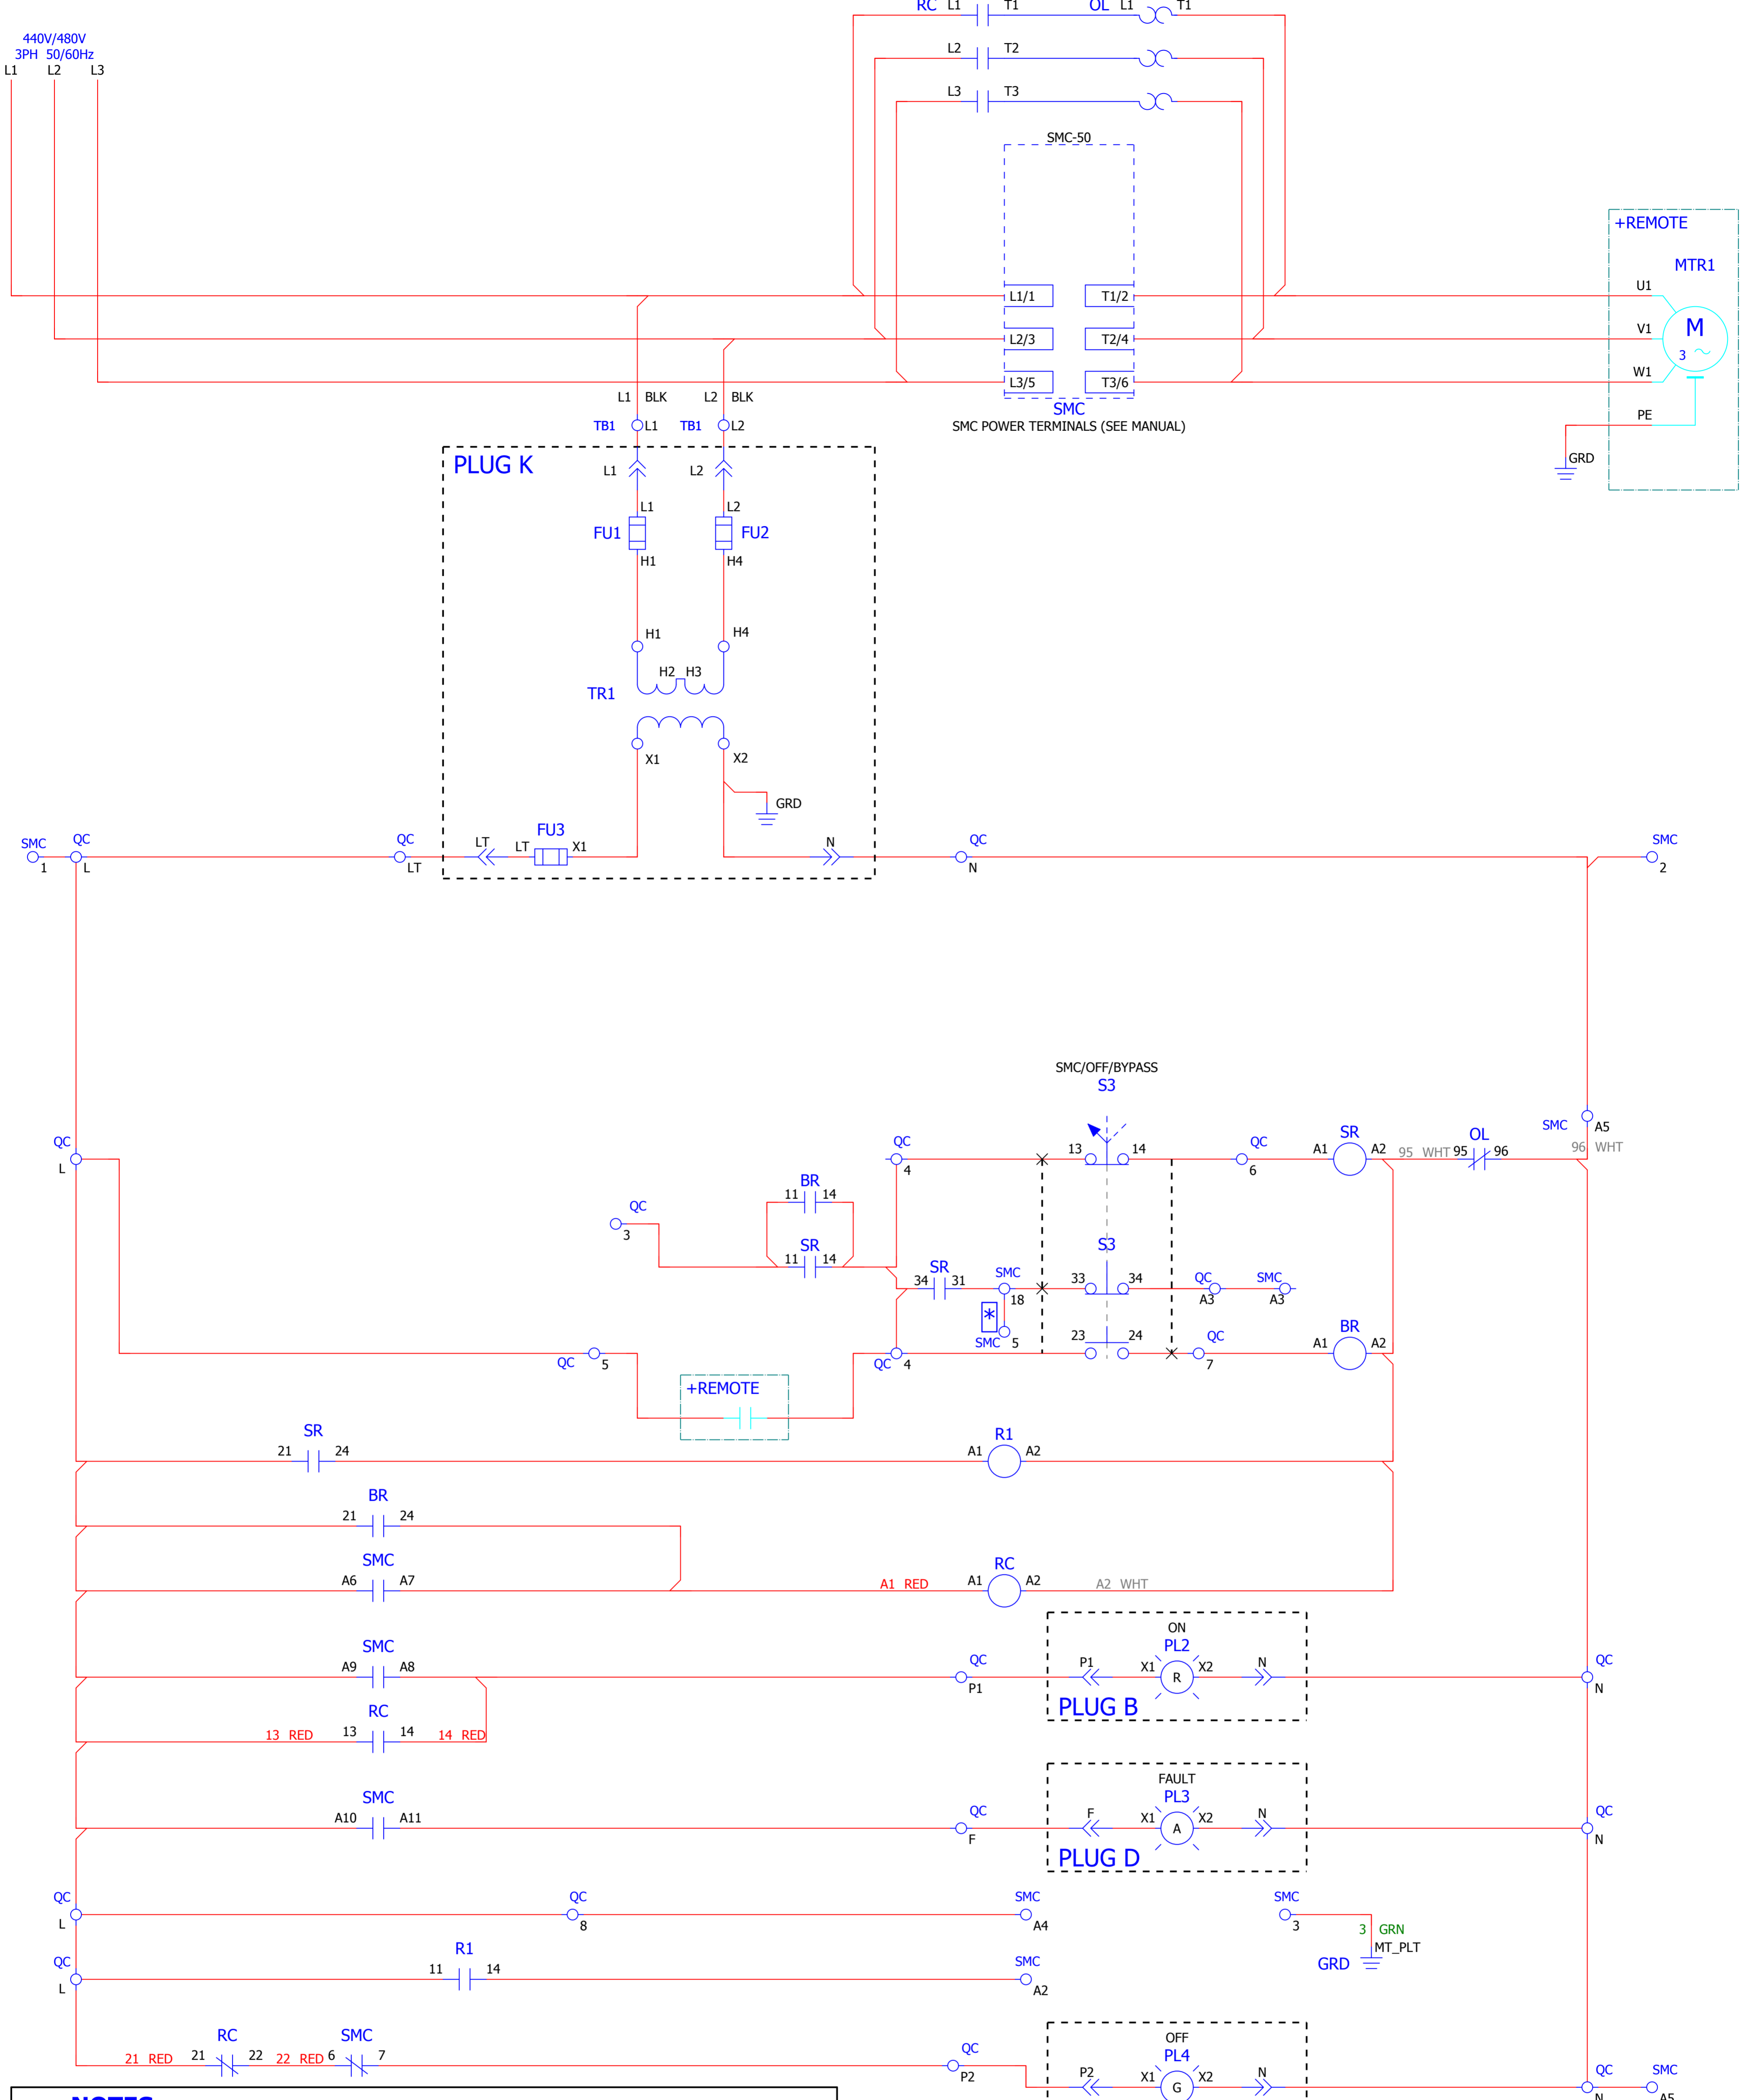 RC L1 T1 OL L1 T1
440V/480V
3PH 50/60Hz
L1 L2 L3
L2 T2
L3 T3
SMC-50
+REMOTE
MTR1
U1
L1/1 T1/2
V1
M
3
L2/3 T2/4
W1
L3/5 T3/6
L1 BLK L2 BLK
SMC
PE
TB1 L1 TB1 L2
SMC POWER TERMINALS (SEE MANUAL)
GRD
PLUG K
L1 L2
L1 L2
FU1 FU2
H1 H4
H1 H4
H2 H3
TR1
X1 X2
GRD
SMC QC QC LT LT FU3 X1 N QC SMC
1 L LT N 2
SMC/OFF/BYPASS
S3
SMC A5
QC QC 13 14 QC SR OL 96 WHT
L 4 6 A1 A2 95 WHT 95 96
BR
11 14
QC
3
SR S3
11 14
SR SMC
34 31 33 34 QC SMC
18 A3 A3
*
SMC 5 23 24 QC BR
A1 A2
QC 5 QC 4 7
+REMOTE
SR R1
21 24 A1 A2
BR
21 24
SMC RC
A6 A7 A1 RED A1 A2 A2 WHT
ON
SMC PL2
A9 A8 QC P1 X1 R X2 N QC
P1 N
RC PLUG B
13 RED 13 14 14 RED
FAULT
SMC PL3
A10 A11 QC F X1 A X2 N QC
F N
PLUG D
QC QC SMC SMC
L 8 A4 3
3 GRN
MT_PLT
GRD
QC R1 SMC
L 11 14 A2
OFF
RC SMC PL4
21 RED 21 22 22 RED 6 7 QC
P2
P2 X1 G X2 N QC SMC
N A5
NOTES